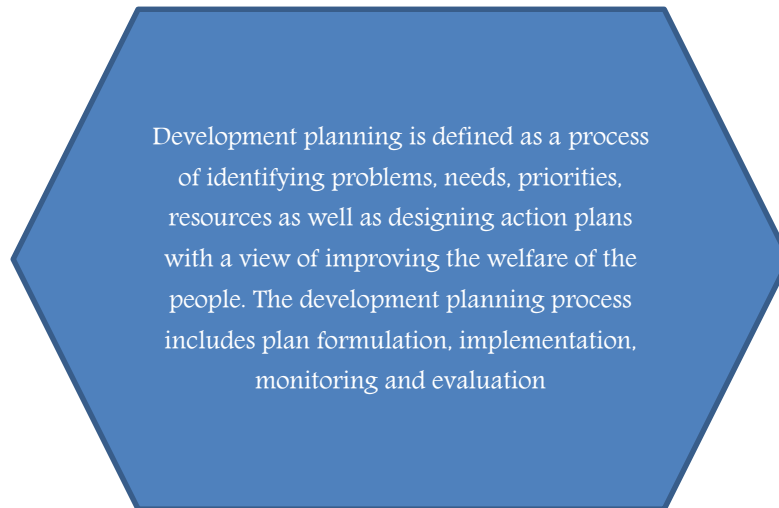 Development planning is defined as a process
of identifying problems, needs, priorities,
resources as well as designing action plans
with a view of improving the welfare of the
people. The development planning process
includes plan formulation, implementation,
monitoring and evaluation